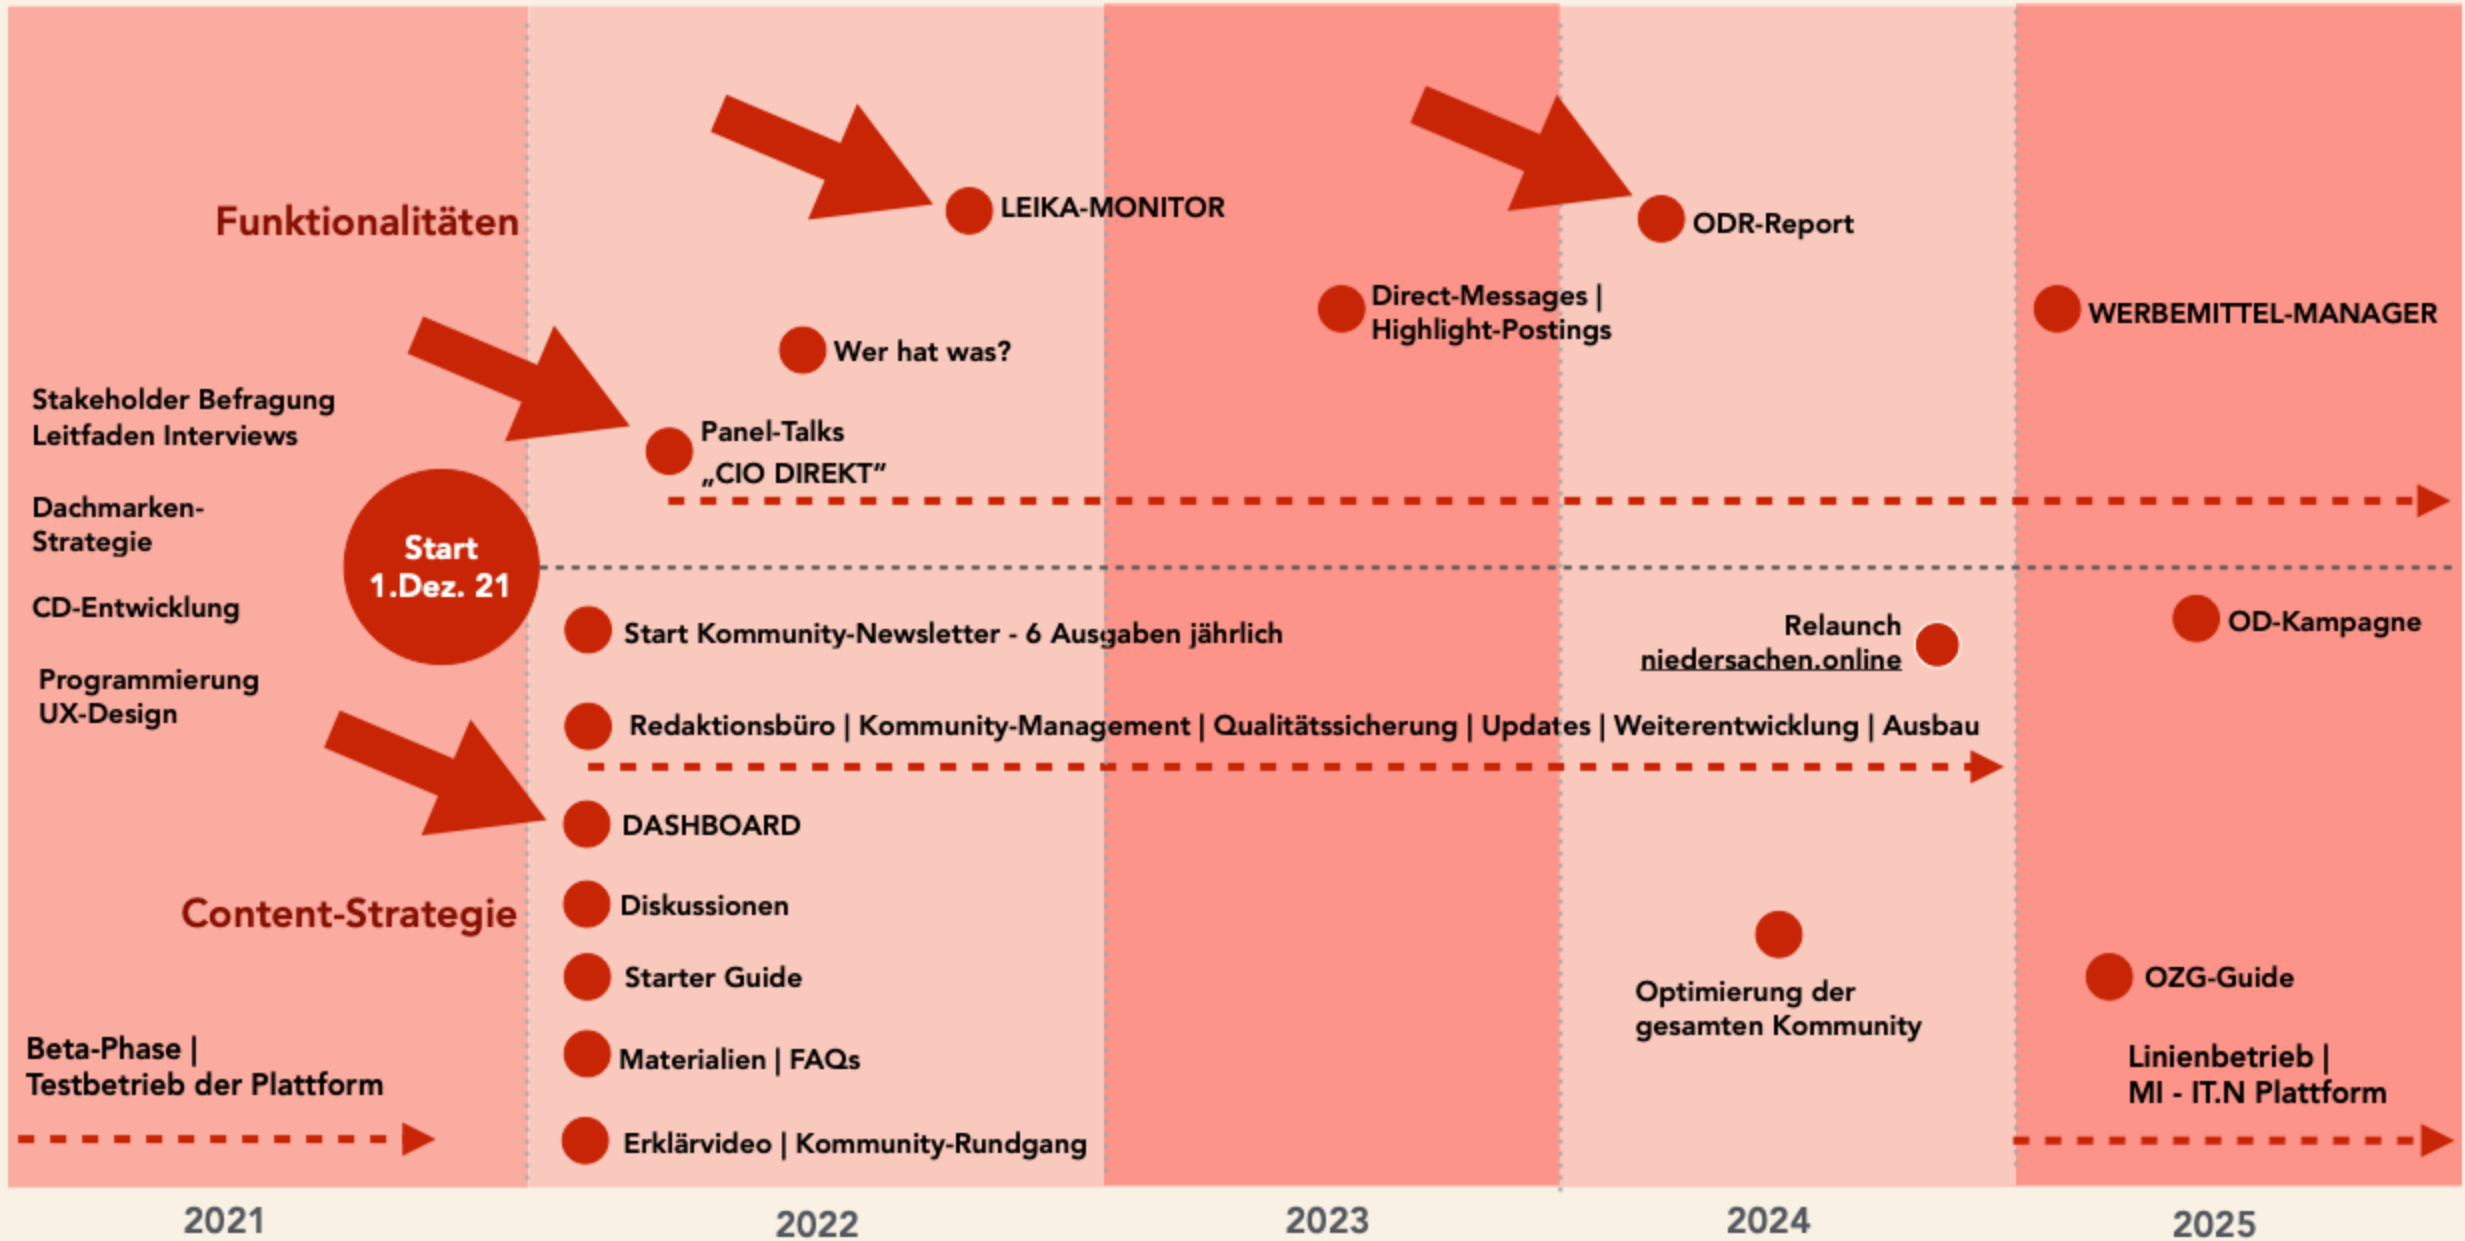 Funktionalitäten
Stakeholder Befragung
Leitfaden Interviews
Dachmarken-
Strategie
CD-Entwicklung
Programmierung
UX-Design
Start
1.Dez. 21
Content-Strategie
Beta-Phase |
Testbetrieb der Plattform
LEIKA-MONITOR
Wer hat was?
Panel-Talks
„CIO DIREKT”
Direct-Messages |
Highlight-Postings
ODR-Report
WERBEMITTEL-MANAGER
Start Kommunity-Newsletter - 6 Ausgaben jährlich
Relaunch
niedersachen.online
OD-Kampagne
Redaktionsbüro | Kommunity-Management | Qualitätssicherung | Updates | Weiterentwicklung | Ausbau
DASHBOARD
Diskussionen
Starter Guide
Materialien | FAQs
Erklärvideo | Kommunity-Rundgang
Optimierung der
gesamten Kommunity
OZG-Guide
Linienbetrieb |
MI - IT.N Plattform
2021
2022
2023
2024
2025